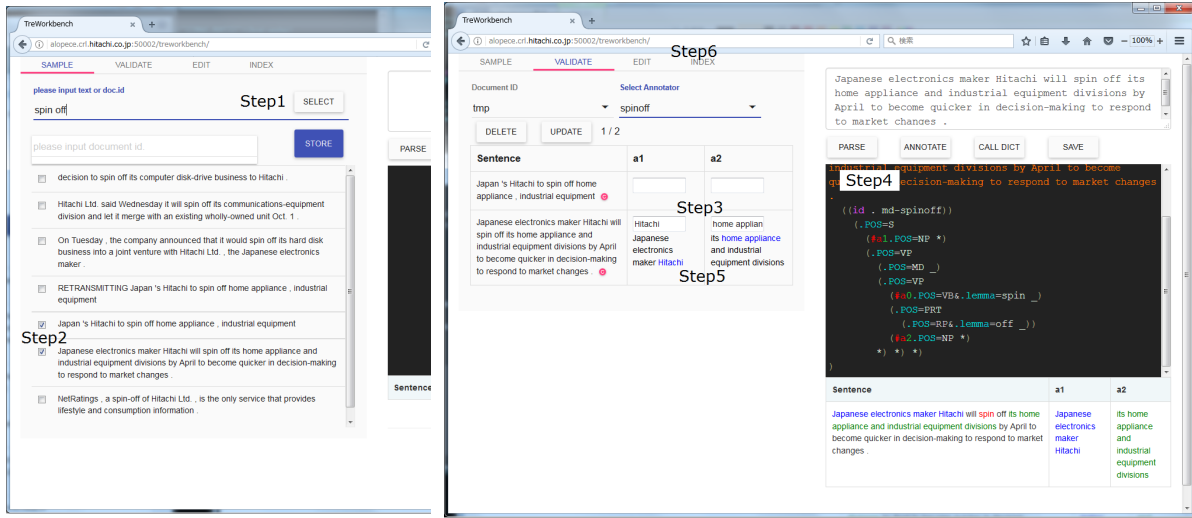 TreWorkbench × +
alopece.crl.hitachi.co.jp:50002/treworkbench/
SAMPLE VALIDATE EDIT INDEX
please input text or doc.id
spin off
Step1
SELECT
please input document id.
STORE
decision to spin off its computer disk-drive business to Hitachi .
Hitachi Ltd. said Wednesday it will spin off its communications-equipment
division and let it merge with an existing wholly-owned unit Oct. 1 .
On Tuesday , the company announced that it would spin off its hard disk
business into a joint venture with Hitachi Ltd. , the Japanese electronics
maker .
RETRANSMITTING Japan 's Hitachi to spin off home appliance , industrial
equipment
Japan 's Hitachi to spin off home appliance , industrial equipment
Step2
Japanese electronics maker Hitachi will spin off its home appliance and
industrial equipment divisions by April to become quicker in decision-making
to respond to market changes .
NetRatings , a spin-off of Hitachi Ltd. , is the only service that provides
lifestyle and consumption information .
PARSE
Sentence
TreWorkbench × +
alopece.crl.hitachi.co.jp:50002/treworkbench/
検索
100%
Step6
SAMPLE VALIDATE EDIT INDEX
Document ID Select Annotator
tmp spinoff
DELETE UPDATE 1 / 2
Sentence a1 a2
Japan 's Hitachi to spin off home
appliance , industrial equipment C
Step3
Japanese electronics maker Hitachi will
spin off its home appliance and
industrial equipment divisions by April
to become quicker in decision-making
to respond to market changes . C
Hitachi
Japanese
electronics
maker Hitachi
home applian
its home appliance
and industrial
equipment divisions
Step5
Japanese electronics maker Hitachi will spin off its
home appliance and industrial equipment divisions by
April to become quicker in decision-making to respond
to market changes .
PARSE ANNOTATE CALL DICT SAVE
industrial equipment divisions by April to become
quicker in decision-making to respond to market changes
.
Step4
((id . md-spinoff))
(.POS=S
(#a1.POS=NP *)
(.POS=VP
(.POS=MD _)
(.POS=VP
(#a0.POS=VB&.lemma=spin _)
(.POS=PRT
(.POS=RP&.lemma=off _))
(#a2.POS=NP *)
*) *) *)
)
Sentence a1 a2
Japanese electronics maker Hitachi will spin off its home
appliance and industrial equipment divisions by April to
become quicker in decision-making to respond to market
changes .
Japanese
electronics
maker
Hitachi
its home
appliance
and
industrial
equipment
divisions